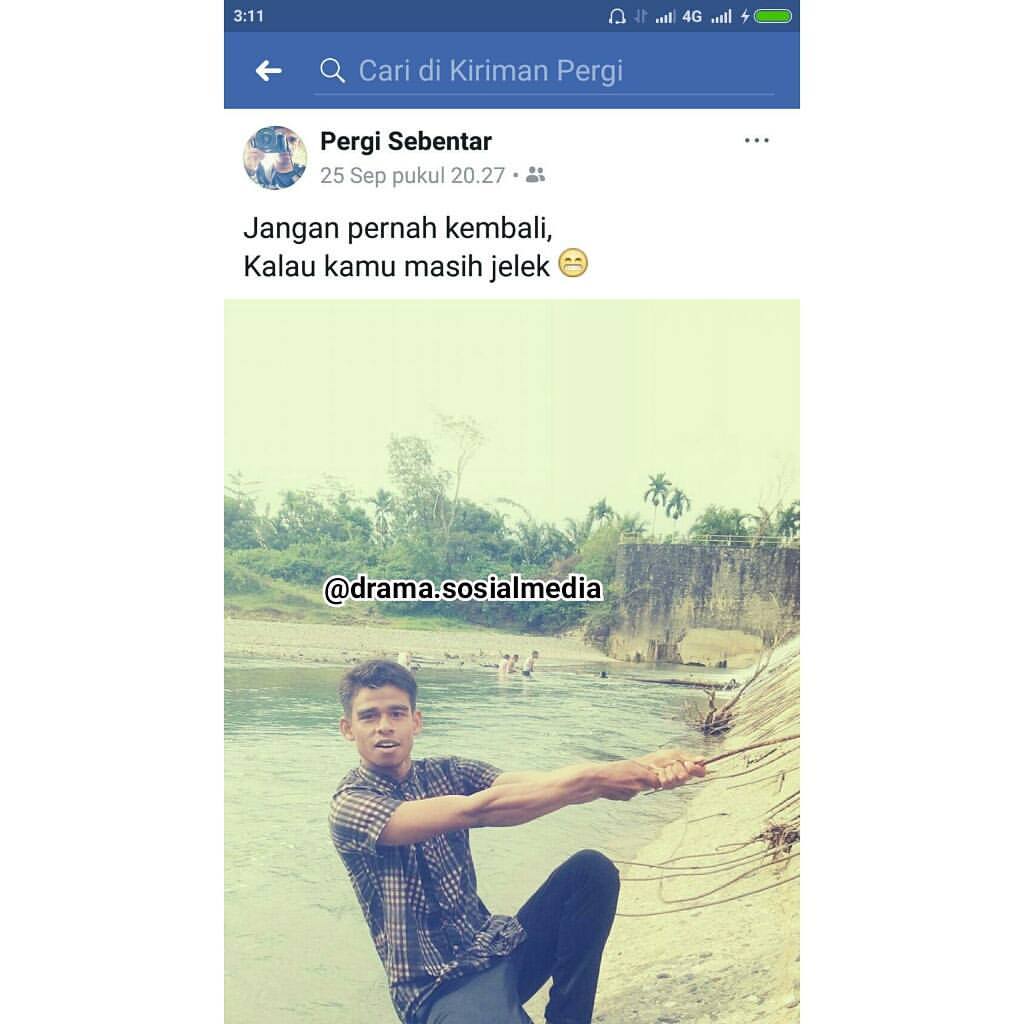 3:11 4G
Cari di Kiriman Pergi
Pergi Sebentar
25 Sep pukul 20.27 •
Jangan pernah kembali,
Kalau kamu masih jelek 😁
@drama.sosialmedia